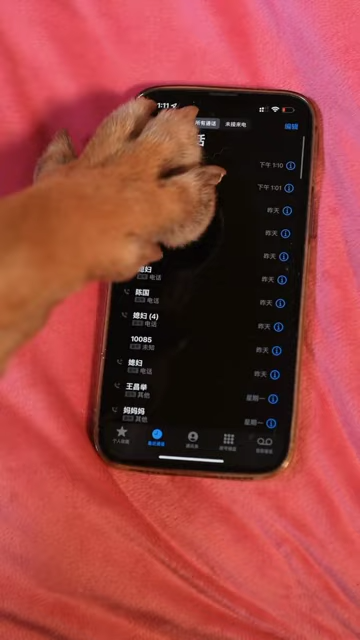 1:11
所有通话 未接来电 编辑
话
下午 1:10
下午 1:01
昨天
昨天
昨天
媳妇
电话 昨天
陈国
电话 昨天
媳妇 (4)
电话 昨天
10085
未知 昨天
媳妇
电话 昨天
王昌举
其他 星期一
妈妈妈
其他 星期一
个人收藏 最近通话 通讯录 拨号键盘 语音留言